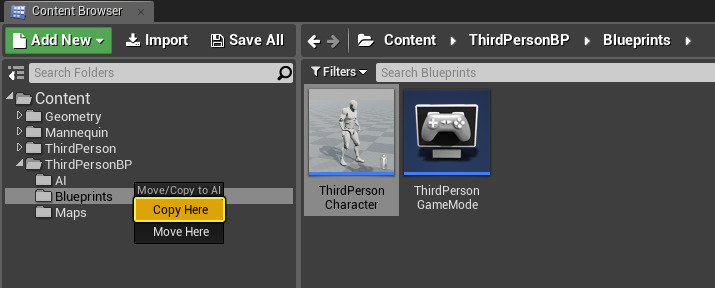 Content Browser
Add New
Import
Save All
Content
ThirdPersonBP
Blueprints
Search Folders
Filters
Search Blueprints
Content
Geometry
Mannequin
ThirdPerson
ThirdPersonBP
AI
Blueprints
Maps
Move/Copy to AI
Copy Here
Move Here
ThirdPerson
Character
ThirdPerson
GameMode